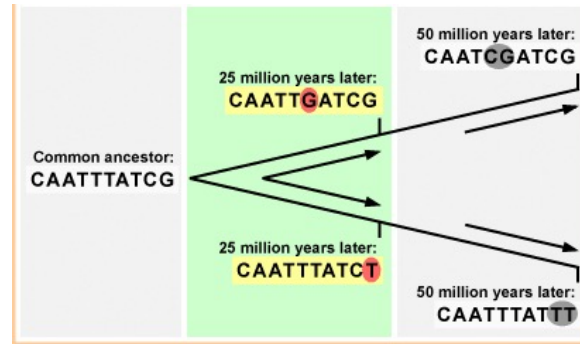 50 million years later:
CAATCGATCG
25 million years later:
CAATTGATCG
Common ancestor:
CAATTTATCG
25 million years later:
CAATTTATCT
50 million years later:
CAATTTATTT